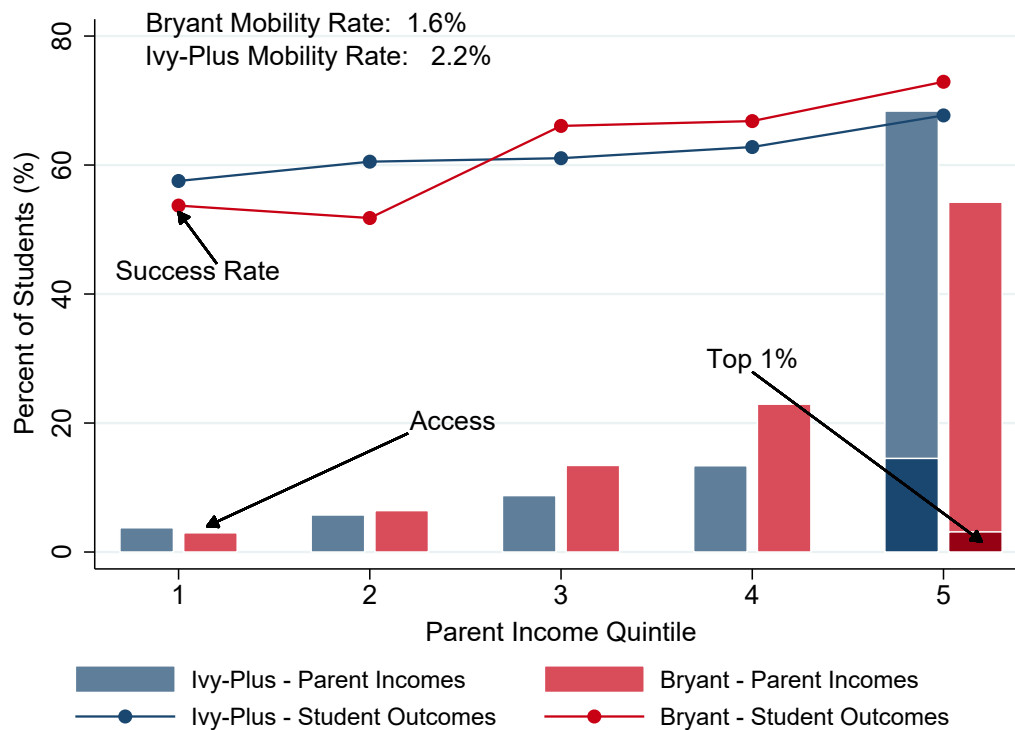 Bryant Mobility Rate: 1.6%
Ivy-Plus Mobility Rate: 2.2%
Percent of Students (%)
80
60
40
20
0
Success Rate
Access
Top 1%
1 2 3 4 5
Parent Income Quintile
Ivy-Plus - Parent Incomes
Bryant - Parent Incomes
Ivy-Plus - Student Outcomes
Bryant - Student Outcomes